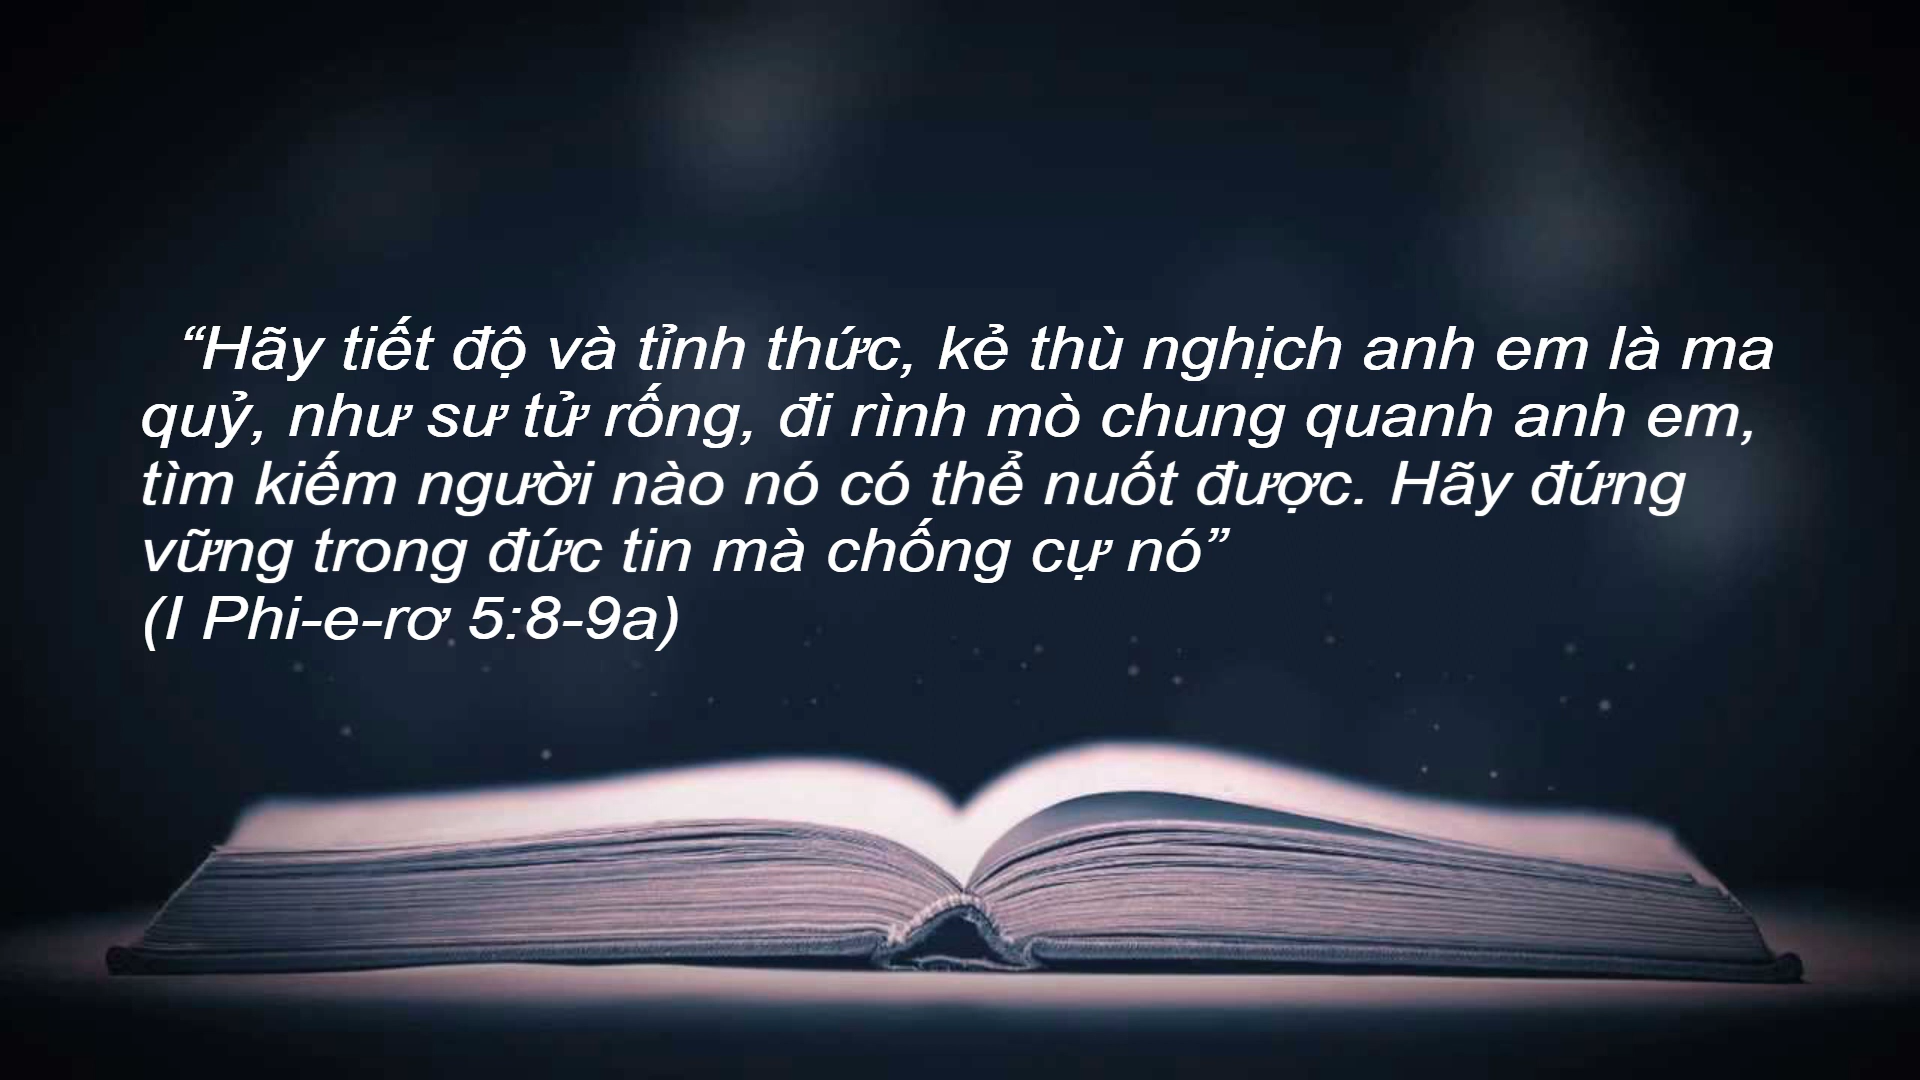 “Hãy tiết độ và tỉnh thức, kẻ thù nghịch anh em là ma
quỷ, như sư tử rống, đi rình mò chung quanh anh em,
tìm kiếm người nào nó có thể nuốt được. Hãy đứng
vững trong đức tin mà chống cự nó”
(I Phi-e-rơ 5:8-9a)